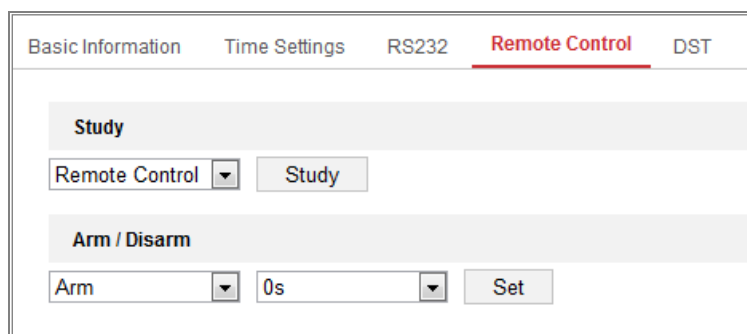 Basic Information Time Settings RS232 Remote Control DST
Study
Remote Control Study
Arm / Disarm
Arm 0s Set